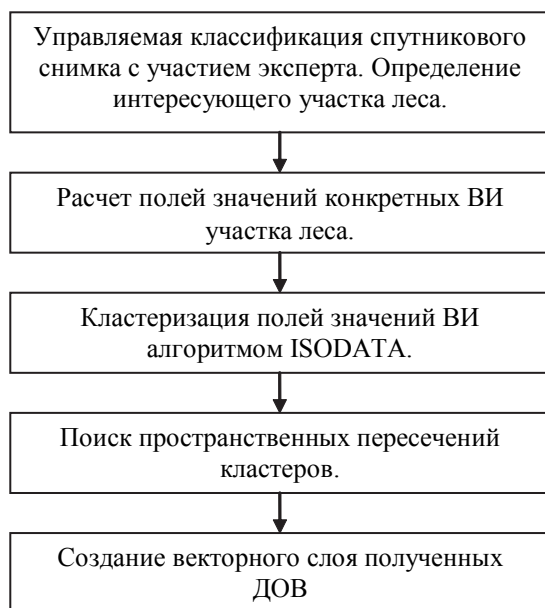 Управляемая классификация спутникового
снимка с участием эксперта. Определение
интересующего участка леса.
Расчет полей значений конкретных ВИ
участка леса.
Кластеризация полей значений ВИ
алгоритмом ISODATA.
Поиск пространственных пересечений
кластеров.
Создание векторного слоя полученных
ДОВ